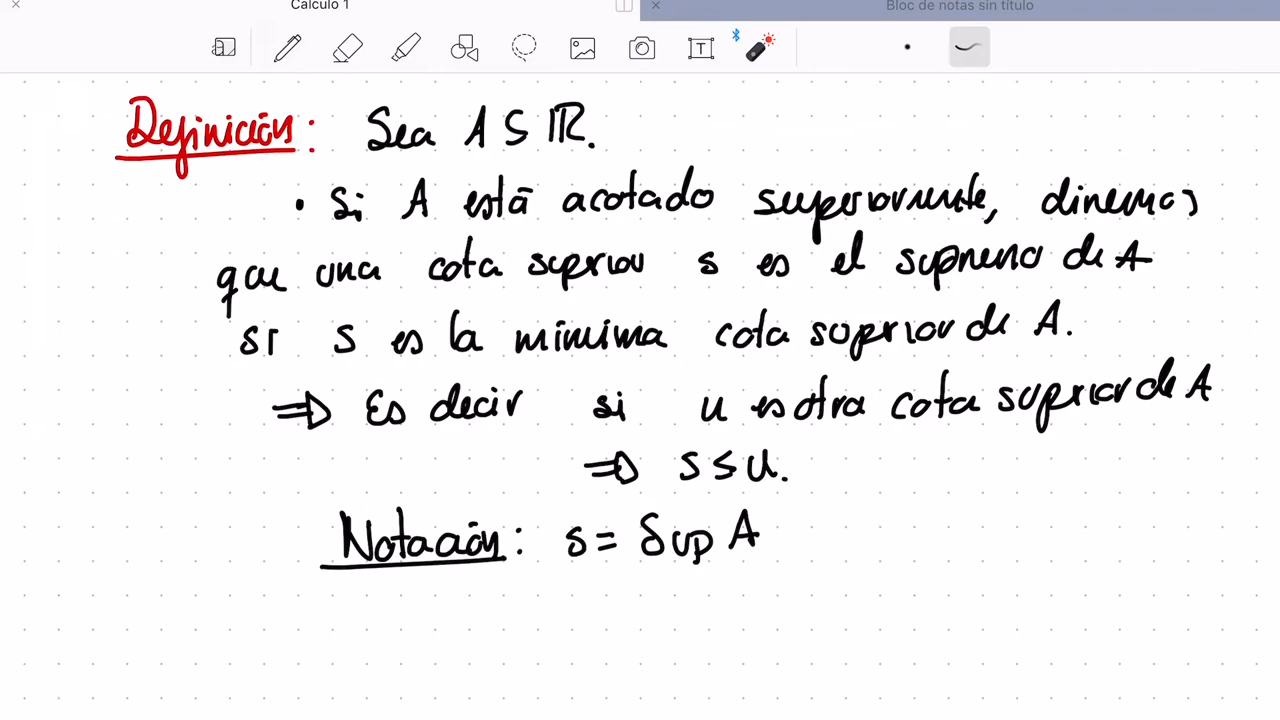 Calculo 1
Bloc de notas sin título
Definición: Sea A ⊆ ℝ.
• Si A está acotado superiormente, diremos
que una cota superior s es el supremo de A
si s es la mínima cota superior de A.
⇒ Es decir si u es otra cota superior de A
⇒ s ≤ u.
Notación: s = Sup A